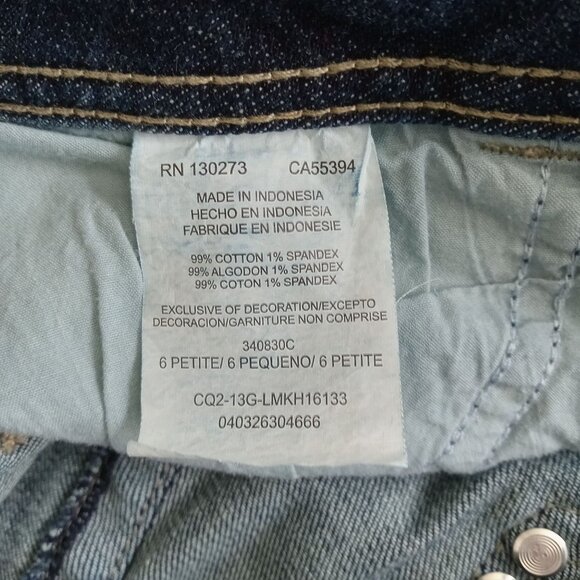 RN 130273 CA55394
MADE IN INDONESIA
HECHO EN INDONESIA
FABRIQUE EN INDONESIE
99% COTTON 1% SPANDEX
99% ALGODON 1% SPANDEX
99% COTON 1% SPANDEX
EXCLUSIVE OF DECORATION/EXCEPTO
DECORACION/GARNITURE NON COMPRISE
340830C
6 PETITE/ 6 PEQUENO/ 6 PETITE
CQ2-13G-LMKH16133
040326304666